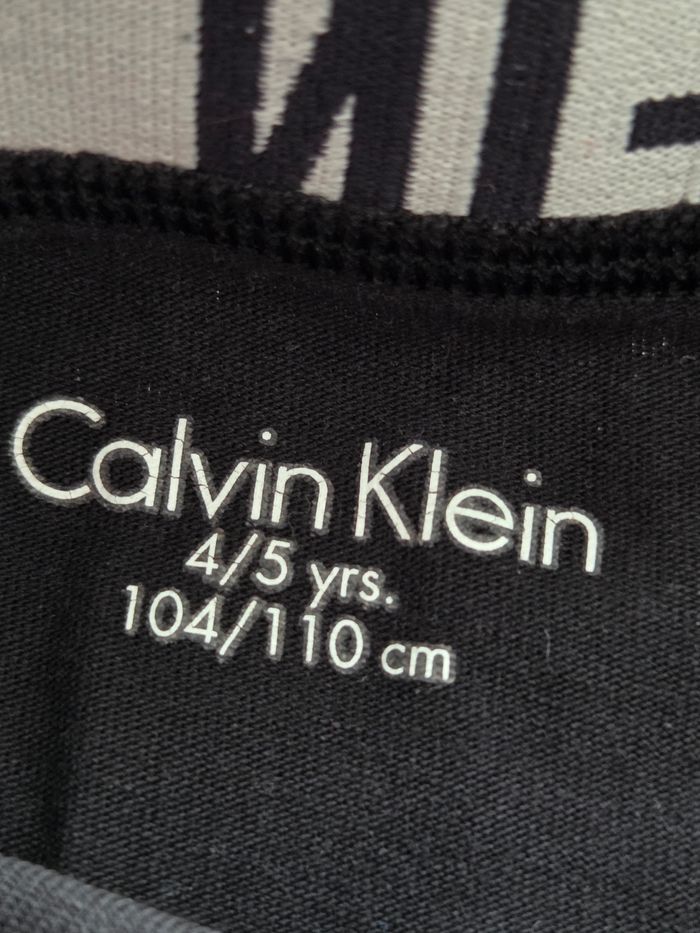 Calvin Klein
4/5 yrs.
104/110 cm